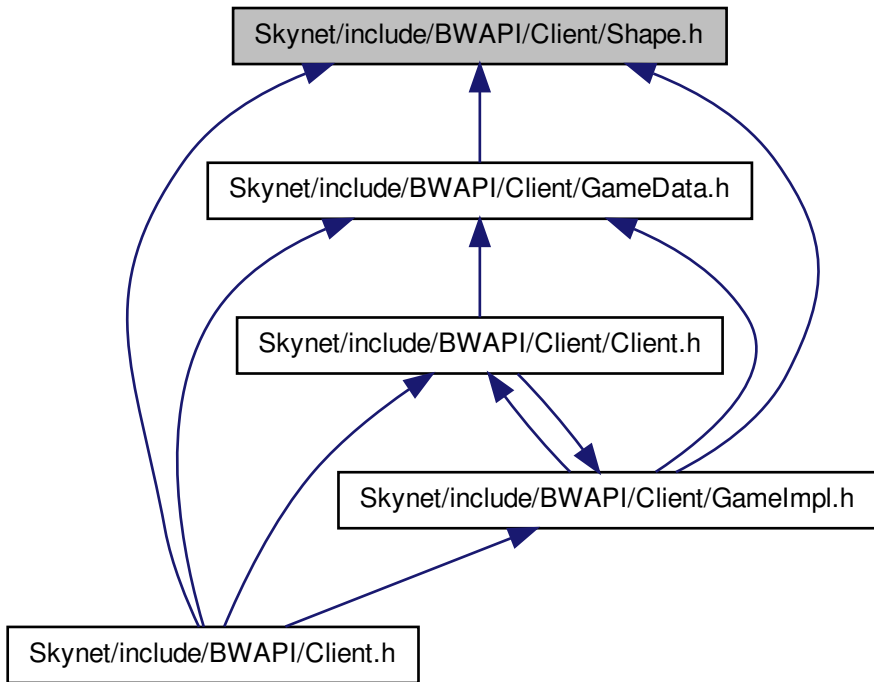 Skynet/include/BWAPI/Client/Shape.h
Skynet/include/BWAPI/Client/GameData.h
Skynet/include/BWAPI/Client/Client.h
Skynet/include/BWAPI/Client/GameImpl.h
Skynet/include/BWAPI/Client.h